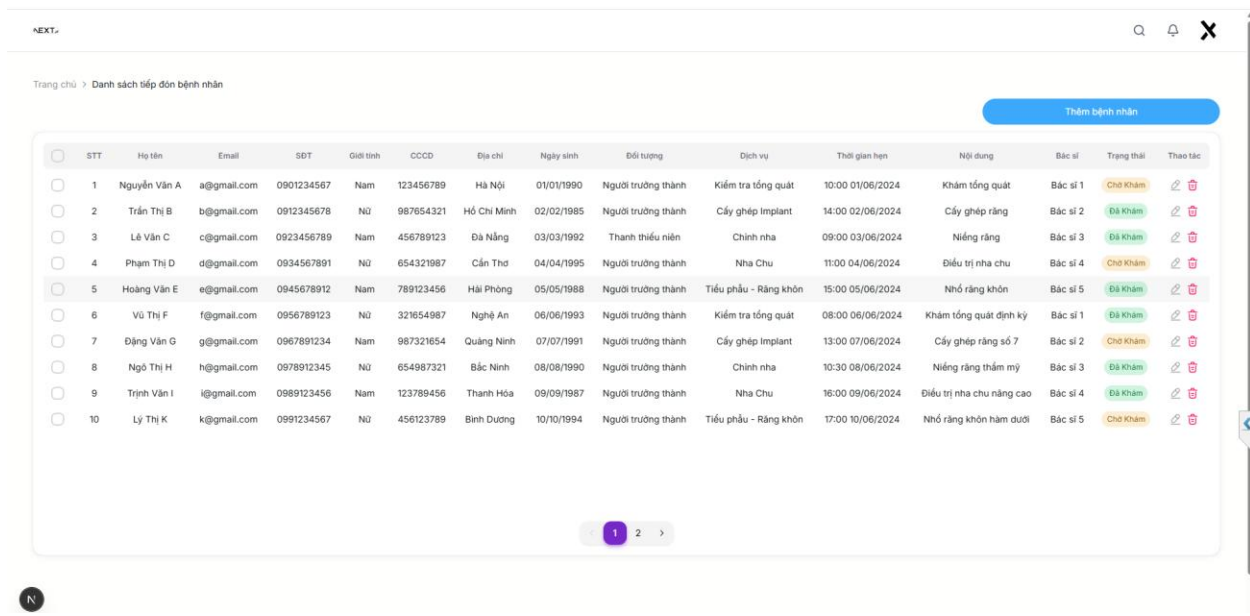 NEXT
Trang chủ > Danh sách tiếp đón bệnh nhân
Thêm bệnh nhân
STT Họ tên Email SĐT Giới tính CCCD Địa chỉ Ngày sinh Đối tượng Dịch vụ Thời gian hẹn Nội dung Bác sĩ Trạng thái Thao tác
1 Nguyễn Văn A a@gmail.com 0901234567 Nam 123456789 Hà Nội 01/01/1990 Người trưởng thành Kiểm tra tổng quát 10:00 01/06/2024 Khám tổng quát Bác sĩ 1 Chờ Khám
2 Trần Thị B b@gmail.com 0912345678 Nữ 987654321 Hồ Chí Minh 02/02/1985 Người trưởng thành Cấy ghép Implant 14:00 02/06/2024 Cấy ghép răng Bác sĩ 2 Đã Khám
3 Lê Văn C c@gmail.com 0923456789 Nam 456789123 Đà Nẵng 03/03/1992 Thanh thiếu niên Chỉnh nha 09:00 03/06/2024 Niềng răng Bác sĩ 3 Đã Khám
4 Phạm Thị D d@gmail.com 0934567891 Nữ 654321987 Cần Thơ 04/04/1995 Người trưởng thành Nha Chu 11:00 04/06/2024 Điều trị nha chu Bác sĩ 4 Chờ Khám
5 Hoàng Văn E e@gmail.com 0945678912 Nam 789123456 Hải Phòng 05/05/1988 Người trưởng thành Tiểu phẫu - Răng khôn 15:00 05/06/2024 Nhổ răng khôn Bác sĩ 5 Đã Khám
6 Vũ Thị F f@gmail.com 0956789123 Nữ 321654987 Nghệ An 06/06/1993 Người trưởng thành Kiểm tra tổng quát 08:00 06/06/2024 Khám tổng quát định kỳ Bác sĩ 1 Đã Khám
7 Đặng Văn G g@gmail.com 0967891234 Nam 987321654 Quảng Ninh 07/07/1991 Người trưởng thành Cấy ghép Implant 13:00 07/06/2024 Cấy ghép răng số 7 Bác sĩ 2 Chờ Khám
8 Ngô Thị H h@gmail.com 0978912345 Nữ 654987321 Bắc Ninh 08/08/1990 Người trưởng thành Chỉnh nha 10:30 08/06/2024 Niềng răng thẩm mỹ Bác sĩ 3 Đã Khám
9 Trịnh Văn I i@gmail.com 0989123456 Nam 123789456 Thanh Hóa 09/09/1987 Người trưởng thành Nha Chu 16:00 09/06/2024 Điều trị nha chu nâng cao Bác sĩ 4 Đã Khám
10 Lý Thị K k@gmail.com 0991234567 Nữ 456123789 Bình Dương 10/10/1994 Người trưởng thành Tiểu phẫu - Răng khôn 17:00 10/06/2024 Nhổ răng khôn hàm dưới Bác sĩ 5 Chờ Khám
1 2
N